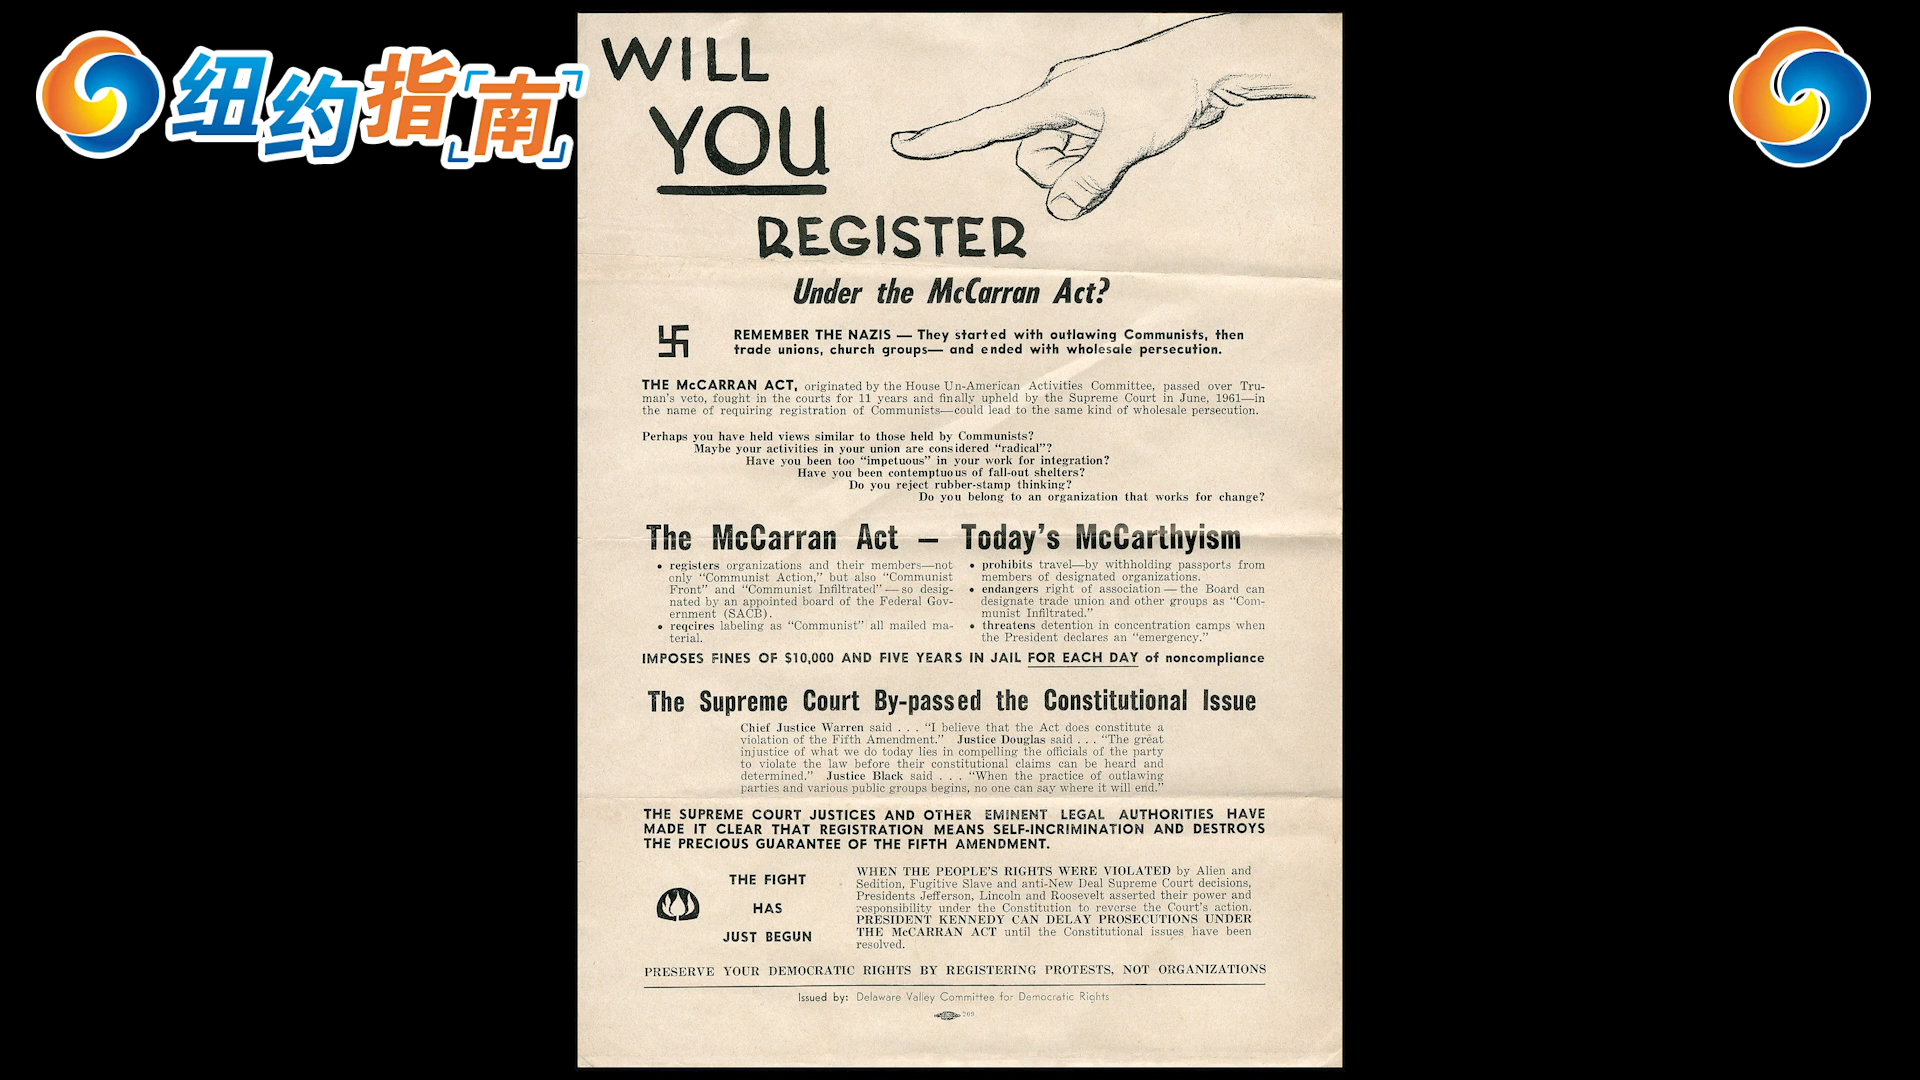 纽约指南
WILL
YOU
REGISTER
Under the McCarran Act?
REMEMBER THE NAZIS — They started with outlawing Communists, then
trade unions, church groups— and ended with wholesale persecution.
THE McCARRAN ACT, originated by the House Un-American Activities Committee, passed over Tru-
man's veto, fought in the courts for 11 years and finally upheld by the Supreme Court in June, 1961—in
the name of requiring registration of Communists—could lead to the same kind of wholesale persecution.
Perhaps you have held views similar to those held by Communists?
Maybe your activities in your union are considered “radical”?
Have you been too “impetuous” in your work for integration?
Have you been contemptuous of fall-out shelters?
Do you reject rubber-stamp thinking?
Do you belong to an organization that works for change?
The McCarran Act — Today's McCarthyism
• registers organizations and their members—not
only “Communist Action,” but also “Communist
Front” and “Communist Infiltrated”—so desig-
nated by an appointed board of the Federal Gov-
ernment (SACB).
• reqcires labeling as “Communist” all mailed ma-
terial.
• prohibits travel—by withholding passports from
members of designated organizations.
• endangers right of association—the Board can
designate trade union and other groups as “Com-
munist Infiltrated.”
• threatens detention in concentration camps when
the President declares an “emergency.”
IMPOSES FINES OF $10,000 AND FIVE YEARS IN JAIL FOR EACH DAY of noncompliance
The Supreme Court By-passed the Constitutional Issue
Chief Justice Warren said . . . “I believe that the Act does constitute a
violation of the Fifth Amendment.” Justice Douglas said . . . “The great
injustice of what we do today lies in compelling the officials of the party
to violate the law before their constitutional claims can be heard and
determined.” Justice Black said . . . “When the practice of outlawing
parties and various public groups begins, no one can say where it will end.”
THE SUPREME COURT JUSTICES AND OTHER EMINENT LEGAL AUTHORITIES HAVE
MADE IT CLEAR THAT REGISTRATION MEANS SELF-INCRIMINATION AND DESTROYS
THE PRECIOUS GUARANTEE OF THE FIFTH AMENDMENT.
THE FIGHT
HAS
JUST BEGUN
WHEN THE PEOPLE'S RIGHTS WERE VIOLATED by Alien and
Sedition, Fugitive Slave and anti-New Deal Supreme Court decisions,
Presidents Jefferson, Lincoln and Roosevelt asserted their power and
responsibility under the Constitution to reverse the Court's action.
PRESIDENT KENNEDY CAN DELAY PROSECUTIONS UNDER
THE McCARRAN ACT until the Constitutional issues have been
resolved.
PRESERVE YOUR DEMOCRATIC RIGHTS BY REGISTERING PROTESTS, NOT ORGANIZATIONS
Issued by: Delaware Valley Committee for Democratic Rights